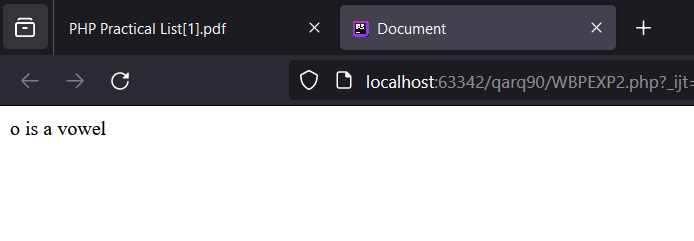 PHP Practical List[1].pdf
Document
localhost:63342/qarq90/WBPEXP2.php?_ijt=
o is a vowel